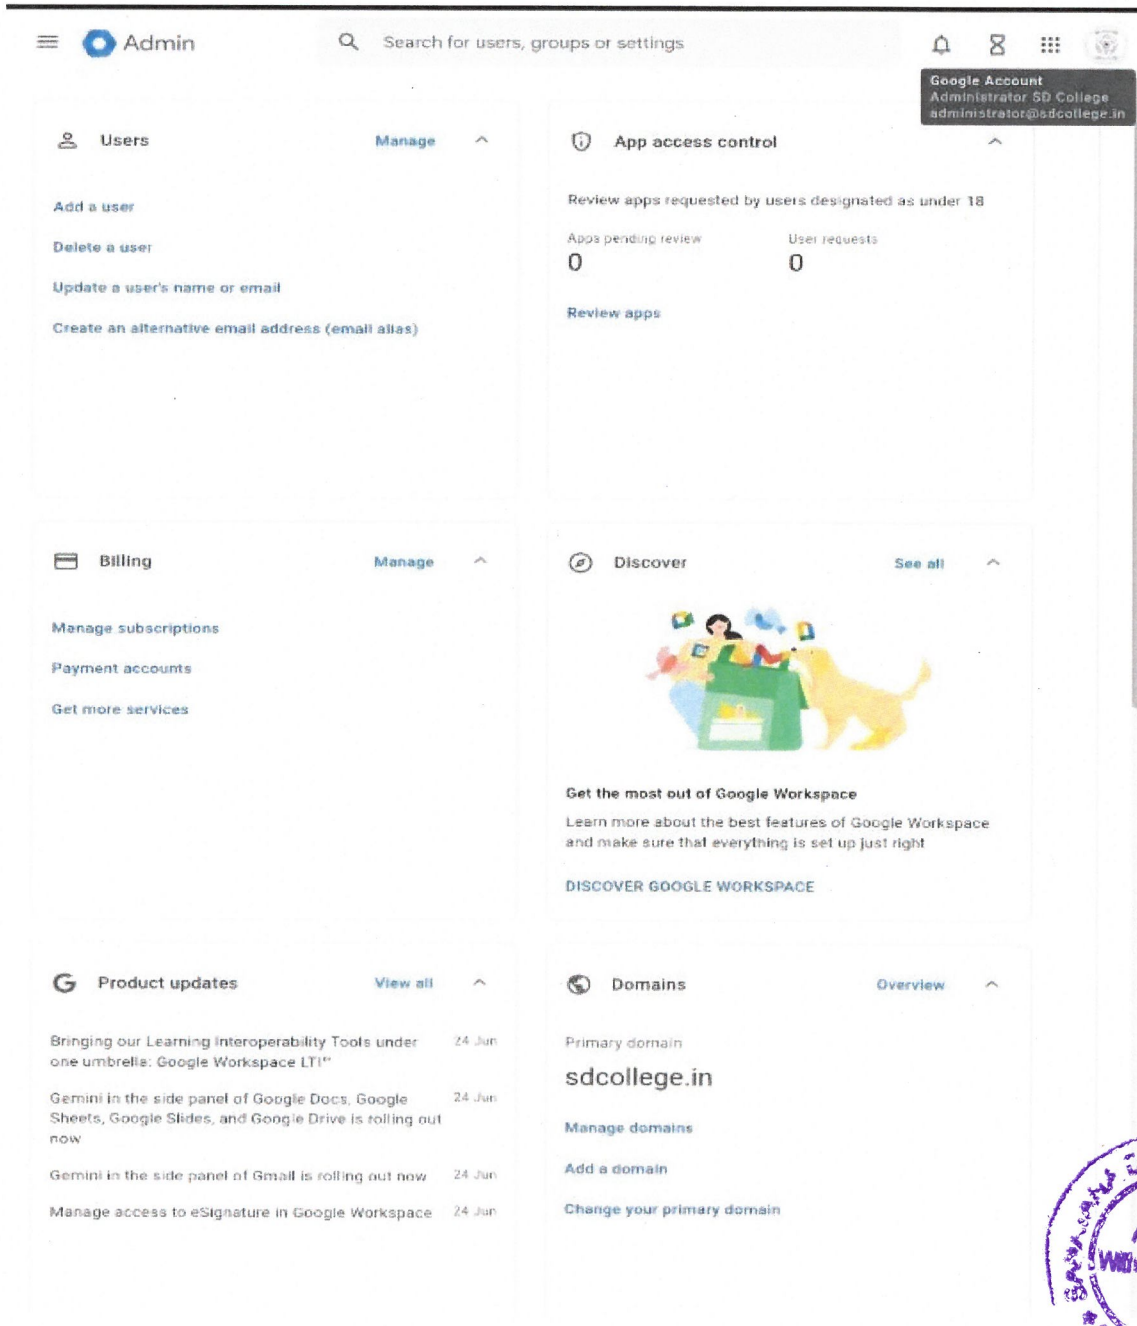 Admin
Search for users, groups or settings
Google Account
Administrator SD College
administrator@sdcollege.in
Users
Manage
Add a user
Delete a user
Update a user's name or email
Create an alternative email address (email alias)
App access control
Review apps requested by users designated as under 18
Apps pending review
User requests
0
0
Review apps
Billing
Manage
Manage subscriptions
Payment accounts
Get more services
Discover
See all
Get the most out of Google Workspace
Learn more about the best features of Google Workspace
and make sure that everything is set up just right
DISCOVER GOOGLE WORKSPACE
Product updates
View all
Bringing our Learning Interoperability Tools under
24 Jun
one umbrella: Google Workspace LTI™
Gemini in the side panel of Google Docs, Google
24 Jun
Sheets, Google Slides, and Google Drive is rolling out
now
Gemini in the side panel of Gmail is rolling out now
24 Jun
Manage access to eSignature in Google Workspace
24 Jun
Domains
Overview
Primary domain
sdcollege.in
Manage domains
Add a domain
Change your primary domain